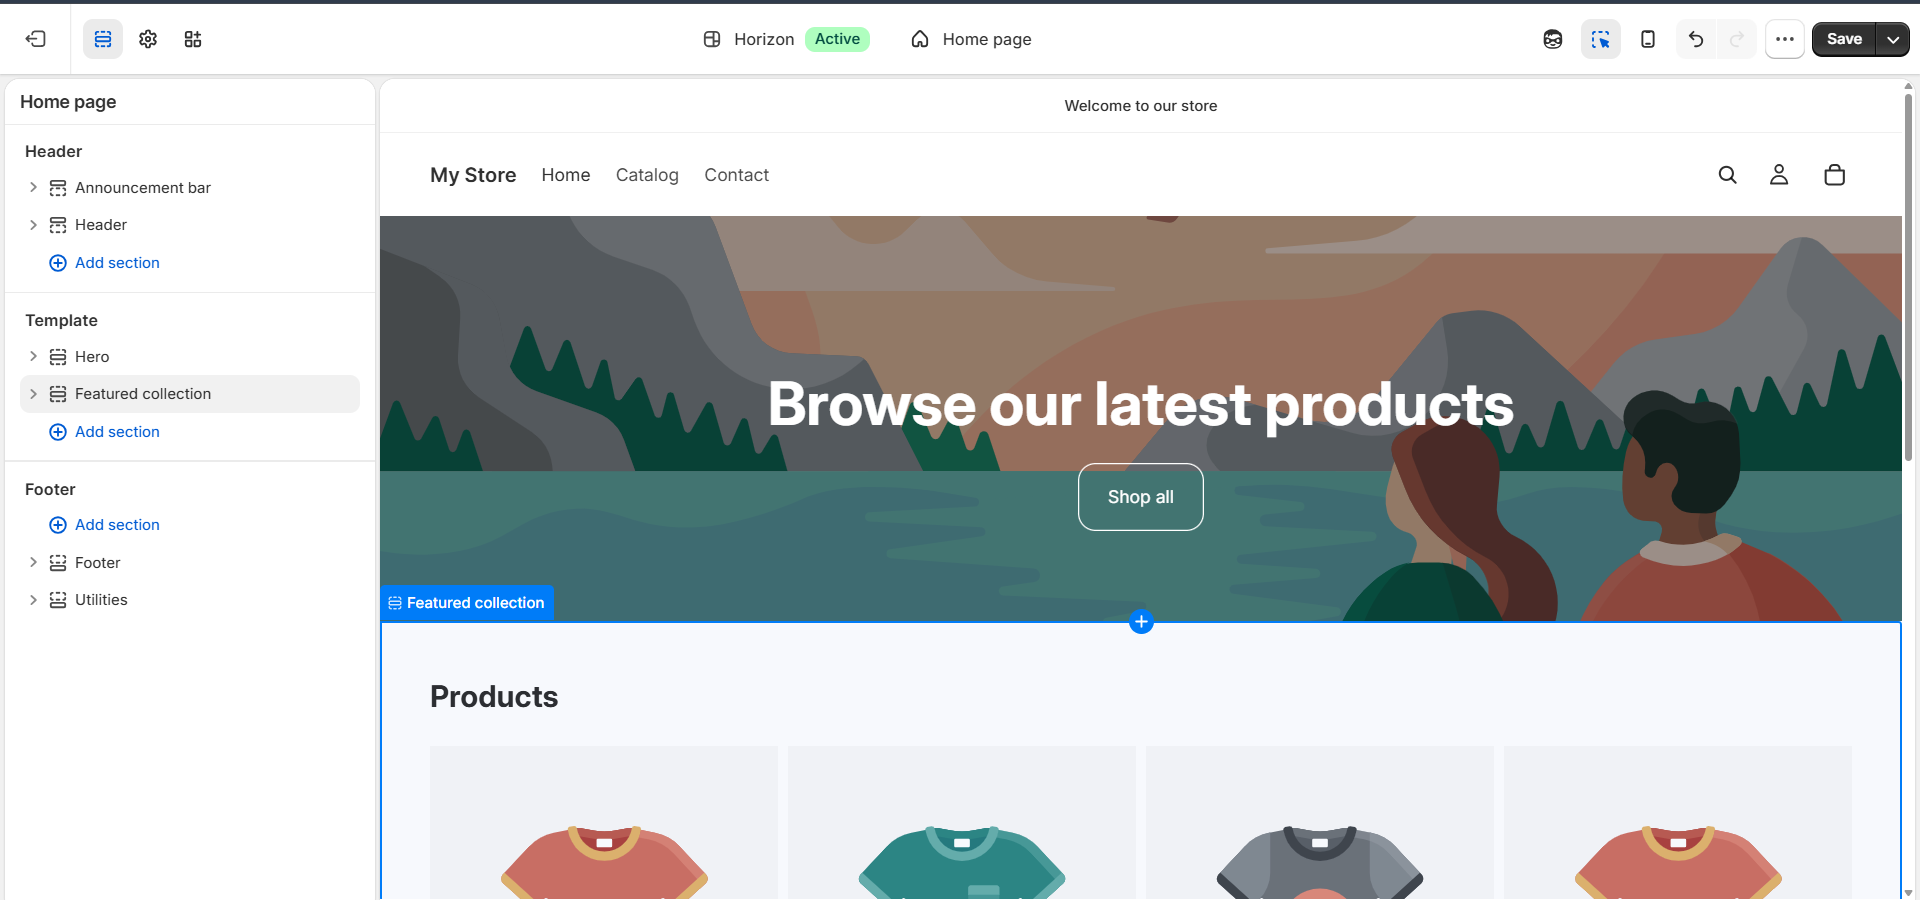 Horizon Active Home page Save
Home page
Header
Announcement bar
Header
Add section
Template
Hero
Featured collection
Add section
Footer
Add section
Footer
Utilities
Welcome to our store
My Store Home Catalog Contact
Browse our latest products
Shop all
Featured collection
Products